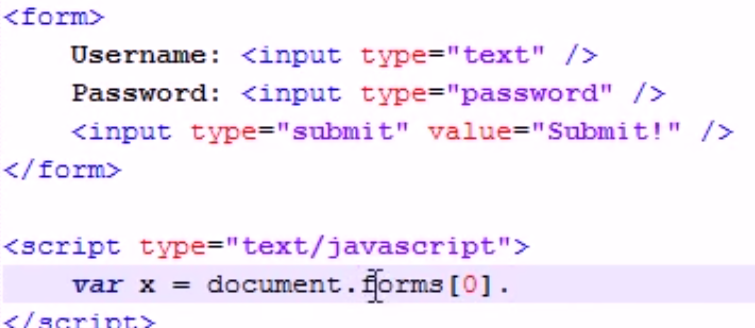 <form>
Username: <input type="text" />
Password: <input type="password" />
<input type="submit" value="Submit!" />
</form>
<script type="text/javascript">
var x = document.forms[0].
</script>